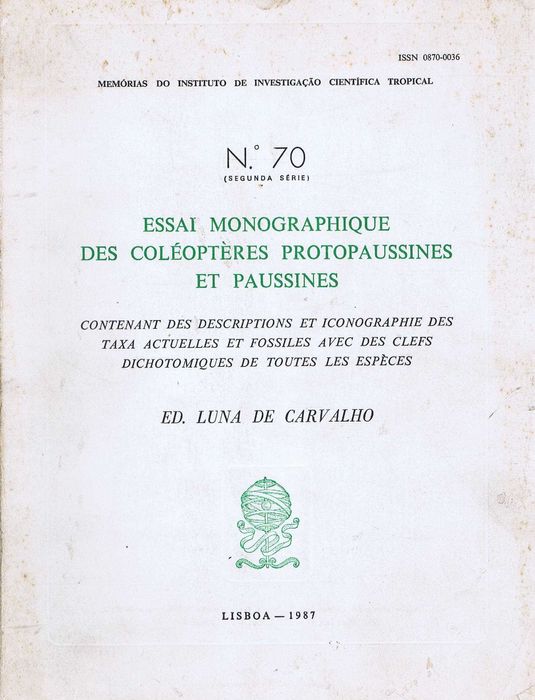 ISSN 0870-0036
MEMÓRIAS DO INSTITUTO DE INVESTIGAÇÃO CIENTÍFICA TROPICAL
N.º 70
(SEGUNDA SÉRIE)
ESSAI MONOGRAPHIQUE
DES COLÉOPTÈRES PROTOPAUSSINES
ET PAUSSINES
CONTENANT DES DESCRIPTIONS ET ICONOGRAPHIE DES
TAXA ACTUELLES ET FOSSILES AVEC DES CLEFS
DICHOTOMIQUES DE TOUTES LES ESPÈCES
ED. LUNA DE CARVALHO
LISBOA — 1987